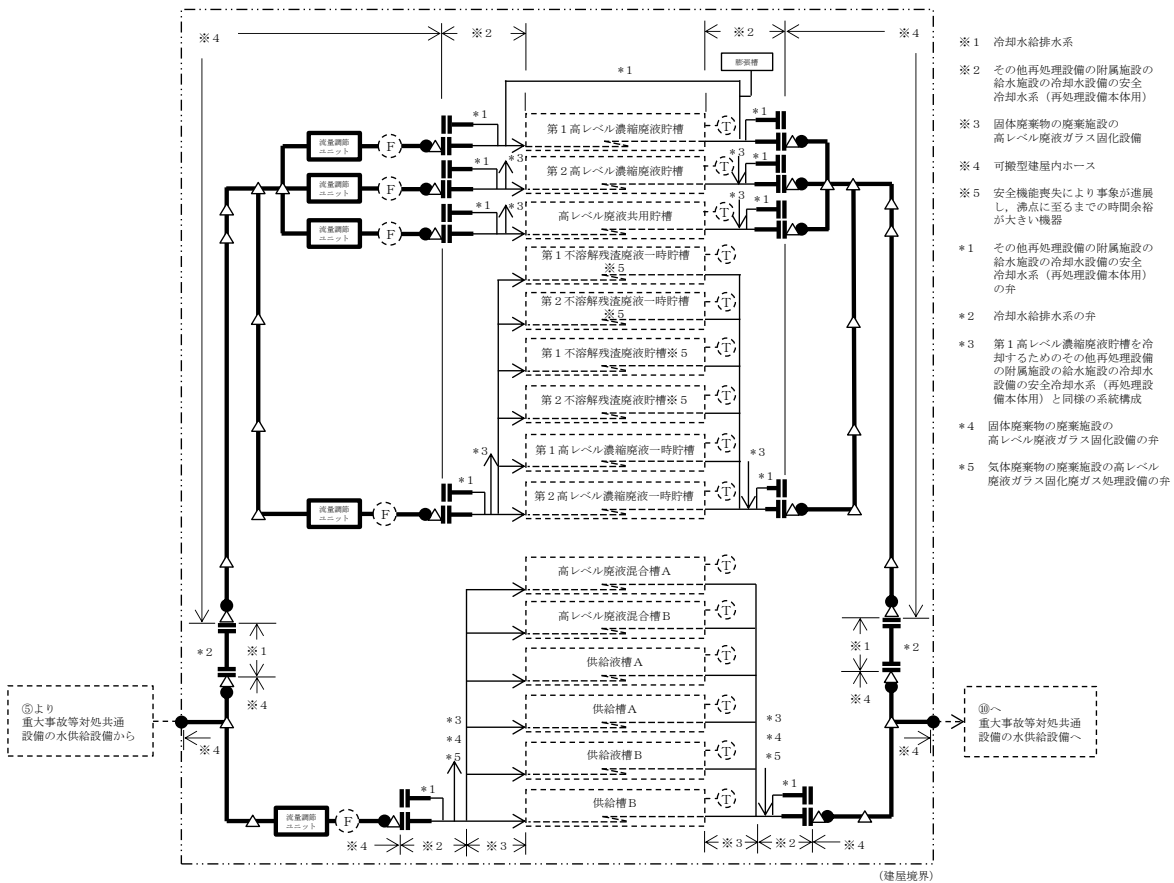 ※4
※2
※2
※4
膨張槽
*1
*1
*1
第1高レベル濃縮廃液貯槽
T
流量調節
ユニット
F
*3
*1
第2高レベル濃縮廃液貯槽
T
*3
*1
流量調節
ユニット
F
*3
*1
高レベル廃液共用貯槽
T
*3
*1
流量調節
ユニット
F
第1不溶解残渣廃液一時貯槽
※5
T
第2不溶解残渣廃液一時貯槽
※5
T
第1不溶解残渣廃液貯槽※5
T
第2不溶解残渣廃液貯槽※5
T
*3
第1高レベル濃縮廃液一時貯槽
T
*3
*1
第2高レベル濃縮廃液一時貯槽
T
*1
流量調節
ユニット
F
高レベル廃液混合槽A
T
高レベル廃液混合槽B
T
*2
※1
※4
供給液槽A
T
※1
*2
※4
⑤より
重大事故等対処共通
設備の水供給設備から
※4
*3
*4
*5
供給槽A
T
*3
*4
*5
※4
⑩へ
重大事故等対処共通
設備の水供給設備へ
供給液槽B
T
*1
*1
流量調節
ユニット
F
供給槽B
T
※4
※2
※3
※3
※2
※4
(建屋境界)
※1 冷却水給排水系
※2 その他再処理設備の附属施設の
給水施設の冷却水設備の安全
冷却水系（再処理設備本体用）
※3 固体廃棄物の廃棄施設の
高レベル廃液ガラス固化設備
※4 可搬型建屋内ホース
※5 安全機能喪失により事象が進展
し，沸点に至るまでの時間余裕
が大きい機器
*1 その他再処理設備の附属施設の
給水施設の冷却水設備の安全
冷却水系（再処理設備本体用）
の弁
*2 冷却水給排水系の弁
*3 第1高レベル濃縮廃液貯槽を冷
却するためのその他再処理設備
の附属施設の給水施設の冷却水
設備の安全冷却水系（再処理設
備本体用）と同様の系統構成
*4 固体廃棄物の廃棄施設の
高レベル廃液ガラス固化設備の弁
*5 気体廃棄物の廃棄施設の高レベル
廃液ガラス固化廃ガス処理設備の弁